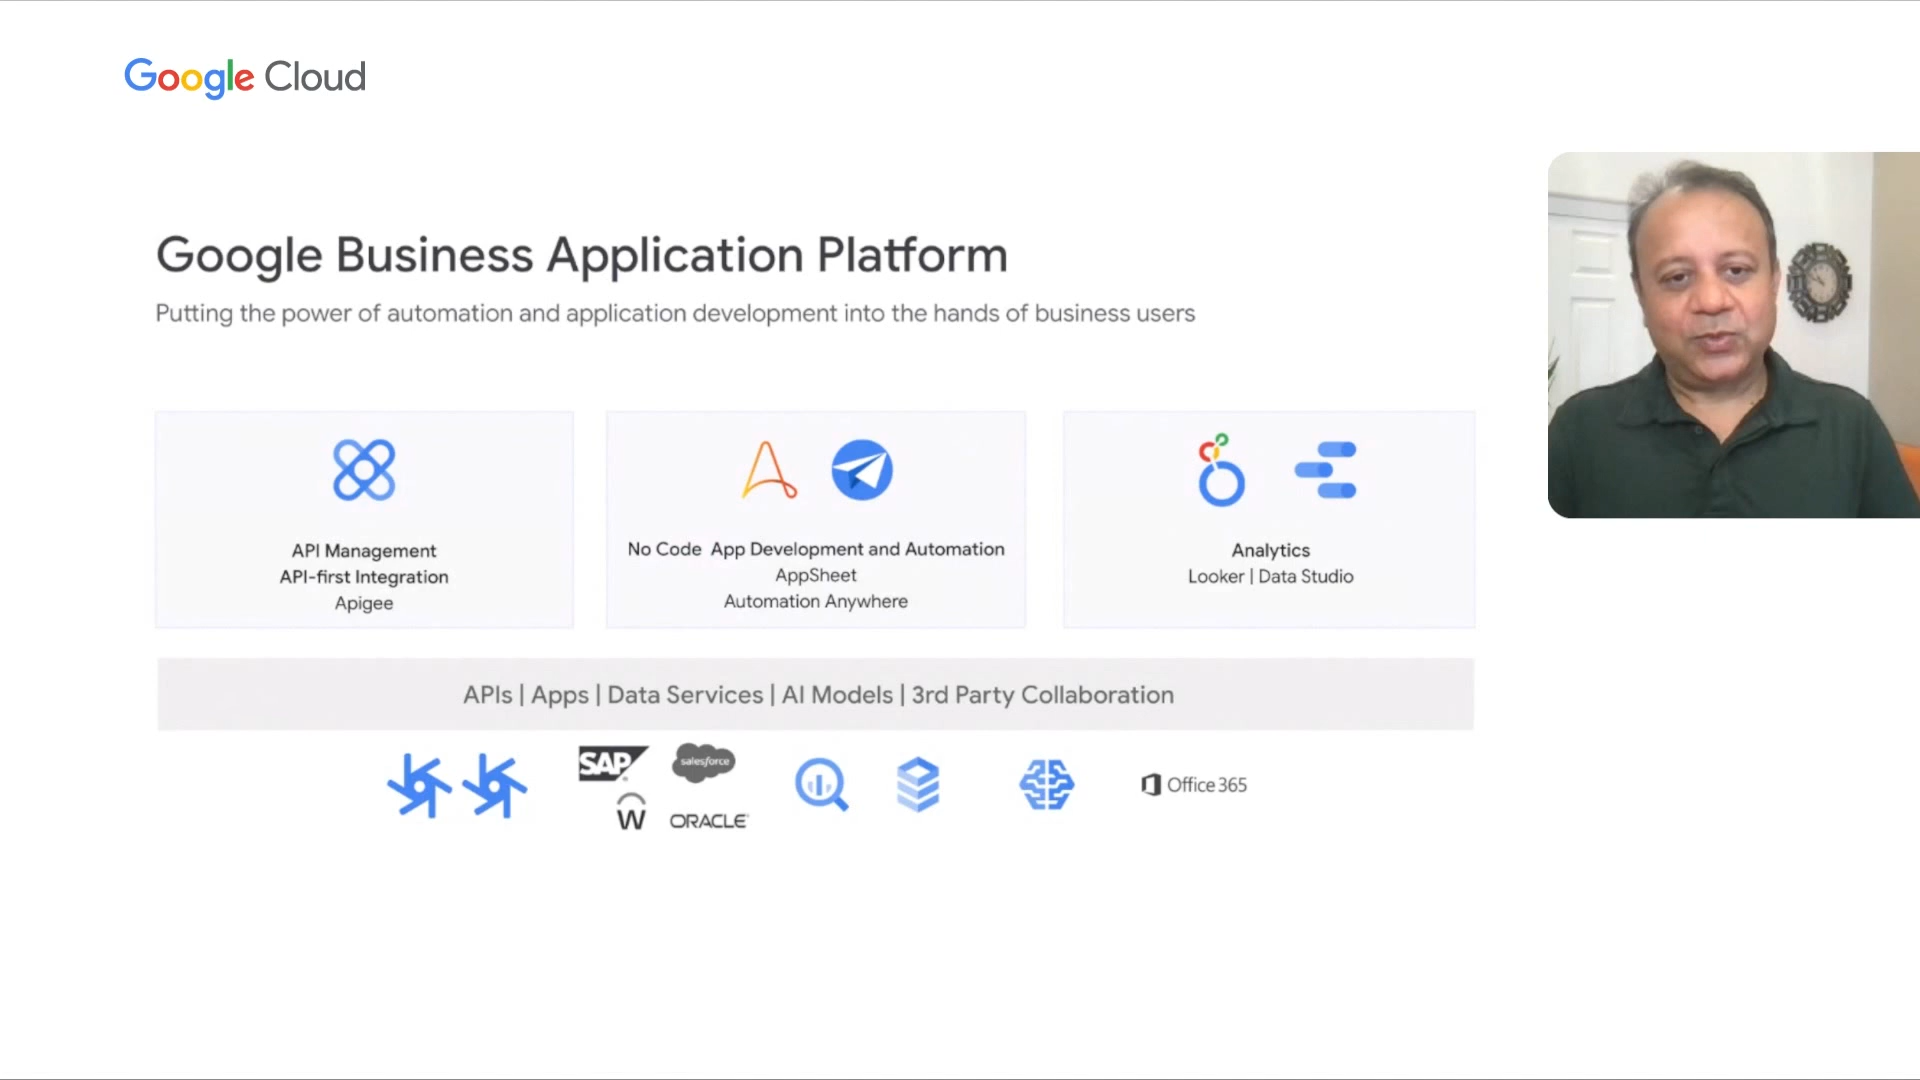 Google Cloud
Google Business Application Platform
Putting the power of automation and application development into the hands of business users
API Management
API-first Integration
Apigee
No Code App Development and Automation
AppSheet
Automation Anywhere
Analytics
Looker | Data Studio
APIs | Apps | Data Services | AI Models | 3rd Party Collaboration
SAP
salesforce
W
ORACLE
Office 365